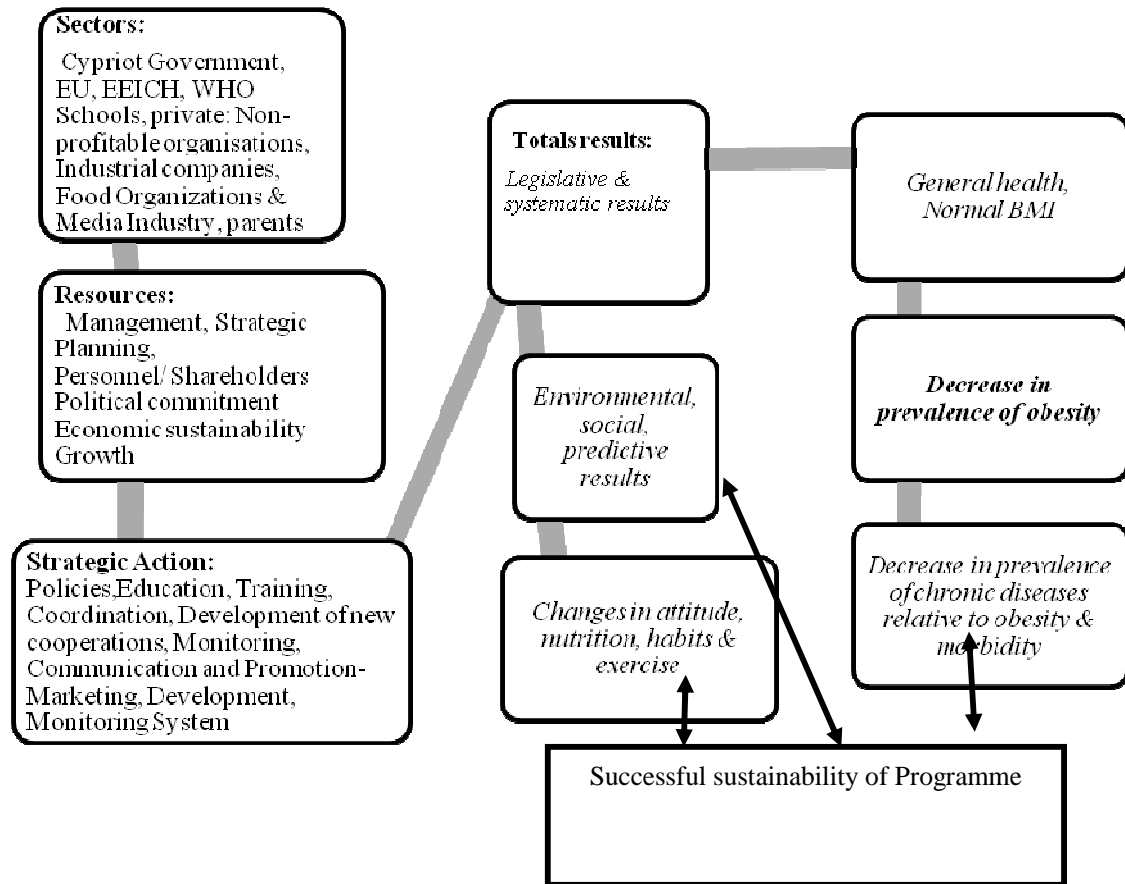 Sectors:
Cypriot Government,
EU, EEICH, WHO
Schools, private: Non-
profitable organisations,
Industrial companies,
Food Organizations &
Media Industry, parents
Resources:
Management, Strategic
Planning,
Personnel/ Shareholders
Political commitment
Economic sustainability
Growth
Strategic Action:
Policies,Education, Training,
Coordination, Development of new
cooperations, Monitoring,
Communication and Promotion-
Marketing, Development,
Monitoring System
Totals results:
Legislative &
systematic results
Environmental,
social,
predictive
results
Changes in attitude,
nutrition, habits &
exercise
General health,
Normal BMI
Decrease in
prevalence of obesity
Decrease in prevalence
of chronic diseases
relative to obesity &
morbidity
Successful sustainability of Programme